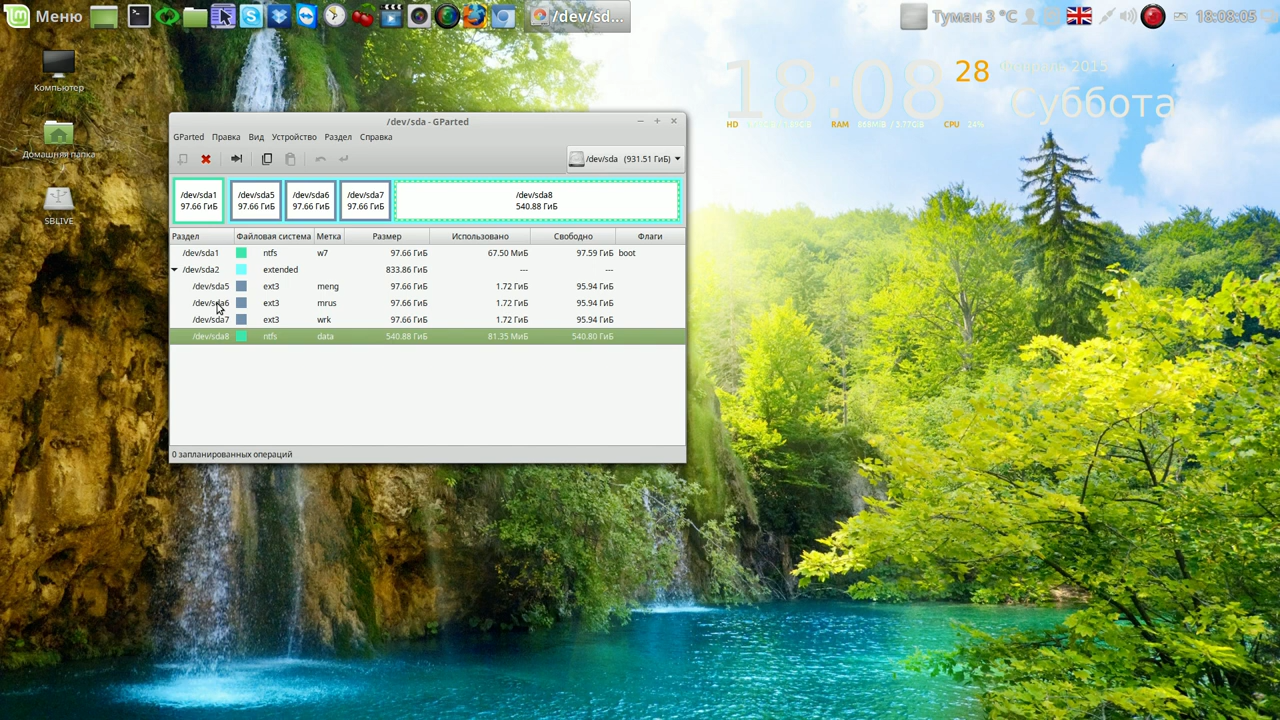 Меню
/dev/sd...
Туман 3 °C
18:08:05
Компьютер
Домашняя папка
SBLIVE
18:08
28
Февраль 2015
Суббота
HD
RAM 868MiB / 3.77GiB
CPU 24%
/dev/sda - GParted
GParted Правка Вид Устройство Раздел Справка
/dev/sda (931.51 ГиБ)
/dev/sda1
97.66 ГиБ
/dev/sda5
97.66 ГиБ
/dev/sda6
97.66 ГиБ
/dev/sda7
97.66 ГиБ
/dev/sda8
540.88 ГиБ
Раздел Файловая система Метка Размер Использовано Свободно Флаги
/dev/sda1 ntfs w7 97.66 ГиБ 67.50 МиБ 97.59 ГиБ boot
/dev/sda2 extended 833.86 ГиБ --- ---
/dev/sda5 ext3 meng 97.66 ГиБ 1.72 ГиБ 95.94 ГиБ
/dev/sda6 ext3 mrus 97.66 ГиБ 1.72 ГиБ 95.94 ГиБ
/dev/sda7 ext3 wrk 97.66 ГиБ 1.72 ГиБ 95.94 ГиБ
/dev/sda8 ntfs data 540.88 ГиБ 81.35 МиБ 540.80 ГиБ
0 запланированных операций